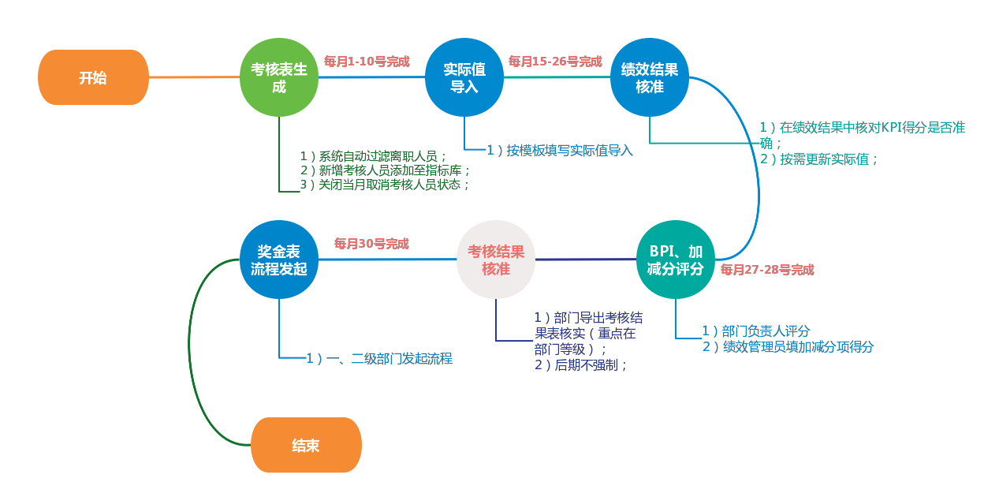 开始
考核表生
成
每月1-10号完成
实际值
导入
每月15-26号完成
绩效结果
核准
1）系统自动过滤离职人员；
2）新增考核人员添加至指标库；
3）关闭当月取消考核人员状态；
1）按模板填写实际值导入
1）在绩效结果中核对KPI得分是否准
确；
2）按需更新实际值；
奖金表
流程发起
每月30号完成
考核结果
核准
BPI、加
减分评分
每月27-28号完成
1）一、二级部门发起流程
1）部门导出考核结
果表核实（重点在
部门等级）；
2）后期不强制；
1）部门负责人评分
2）绩效管理员填加减分项得分
结束